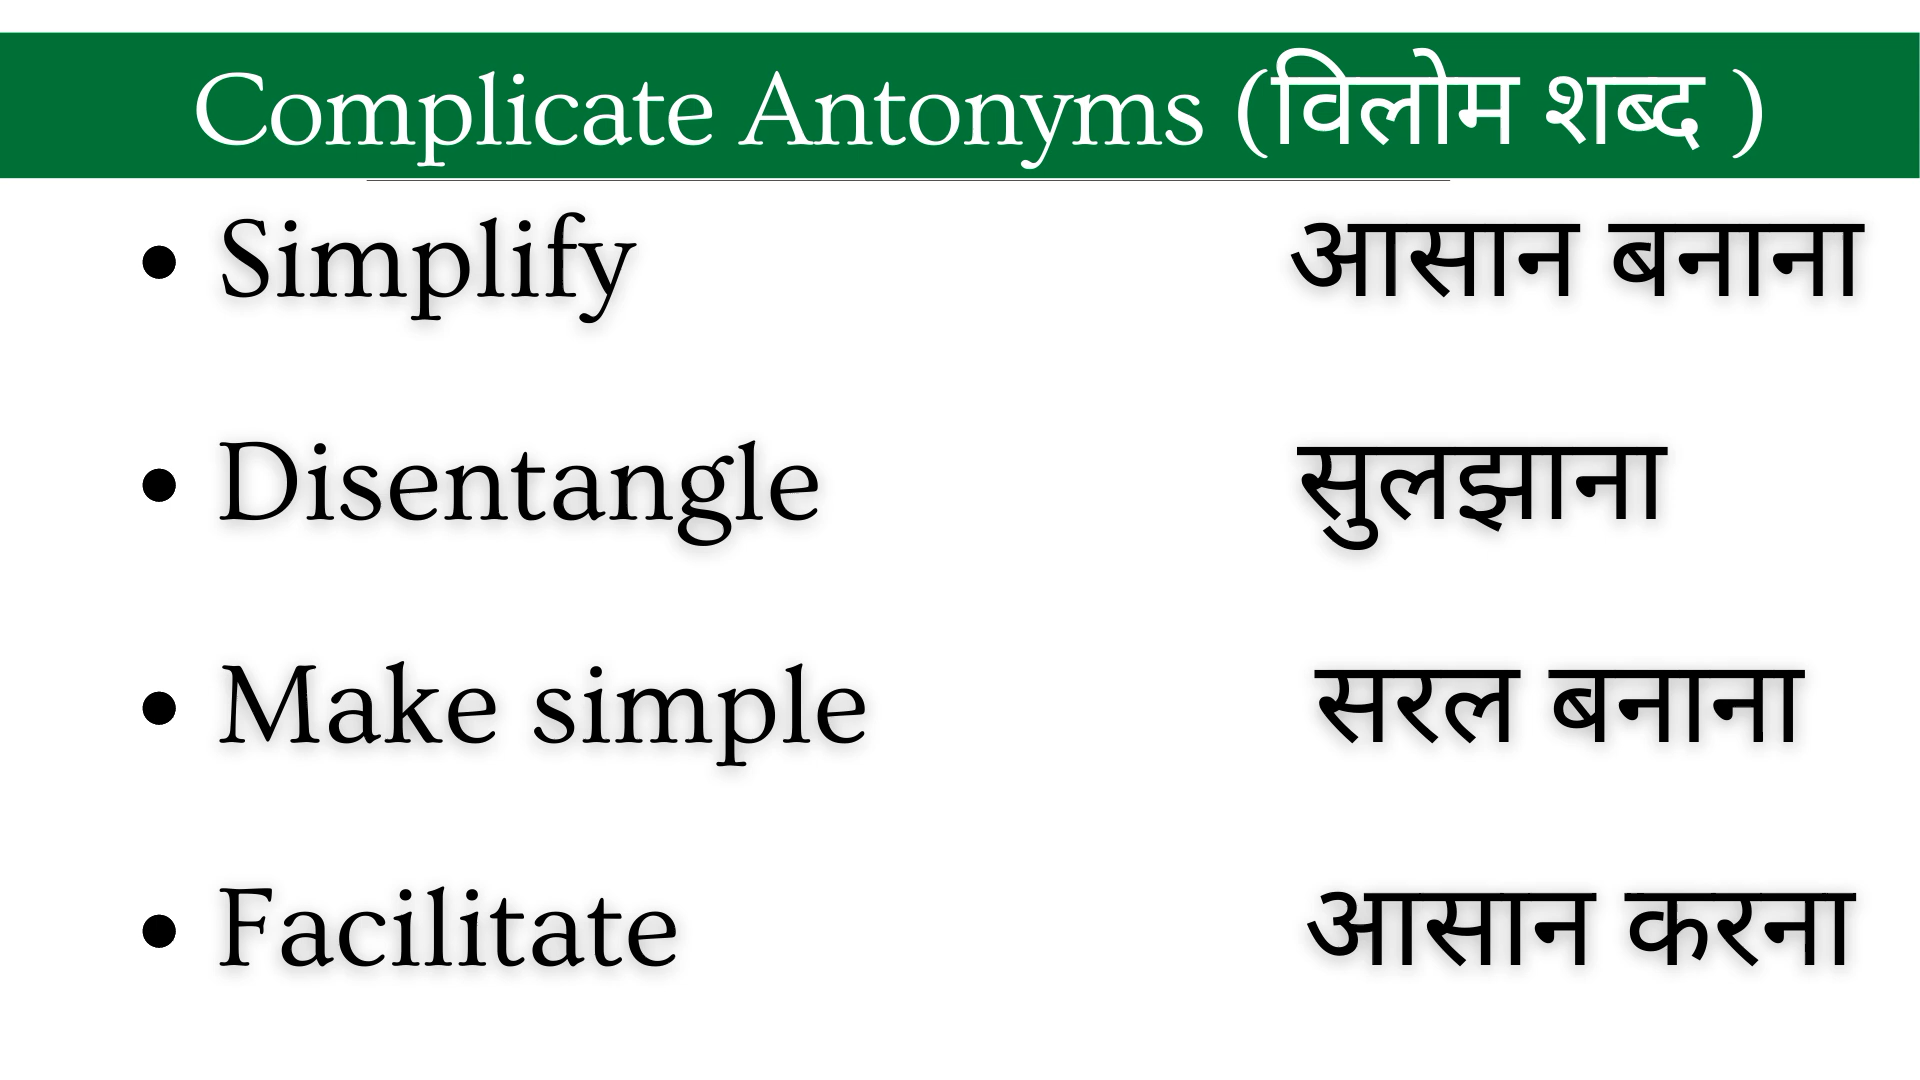 Complicate Antonyms (विलोम शब्द )
• Simplify आसान बनाना
• Disentangle सुलझाना
• Make simple सरल बनाना
• Facilitate आसान करना